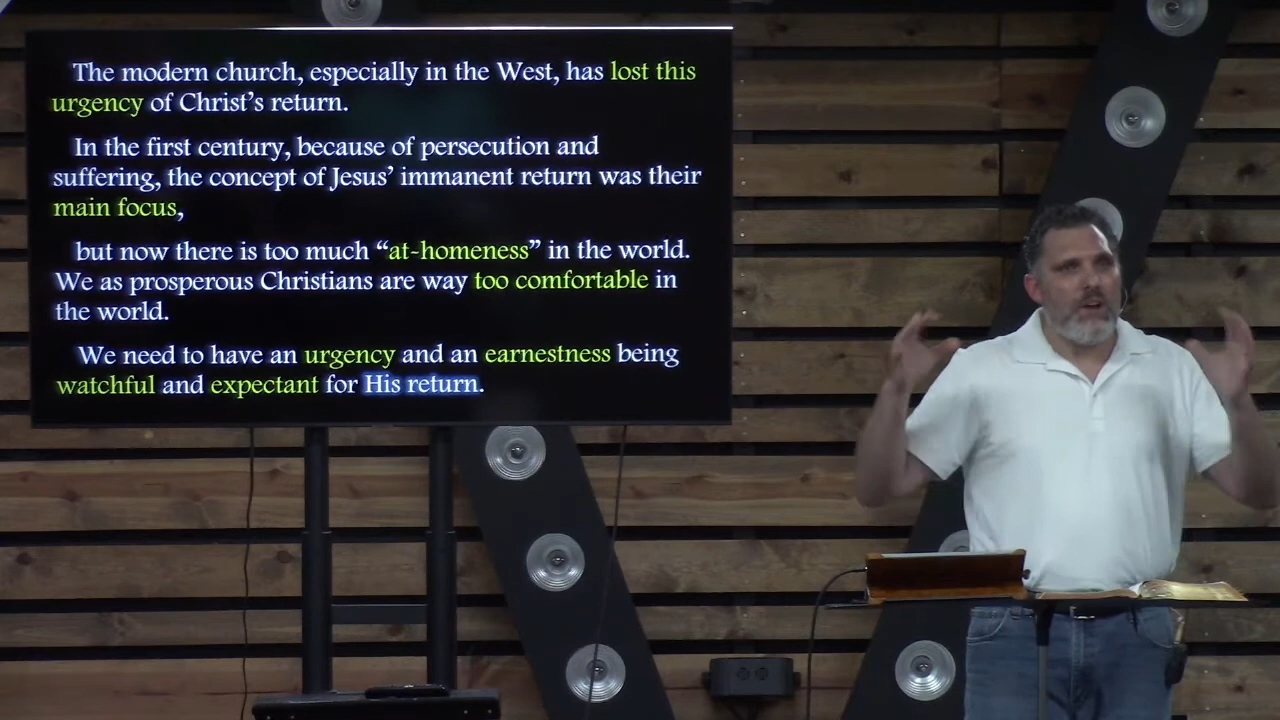 The modern church, especially in the West, has lost this
urgency of Christ's return.
In the first century, because of persecution and
suffering, the concept of Jesus' immanent return was their
main focus,
but now there is too much “at-homeness” in the world.
We as prosperous Christians are way too comfortable in
the world.
We need to have an urgency and an earnestness being
watchful and expectant for His return.